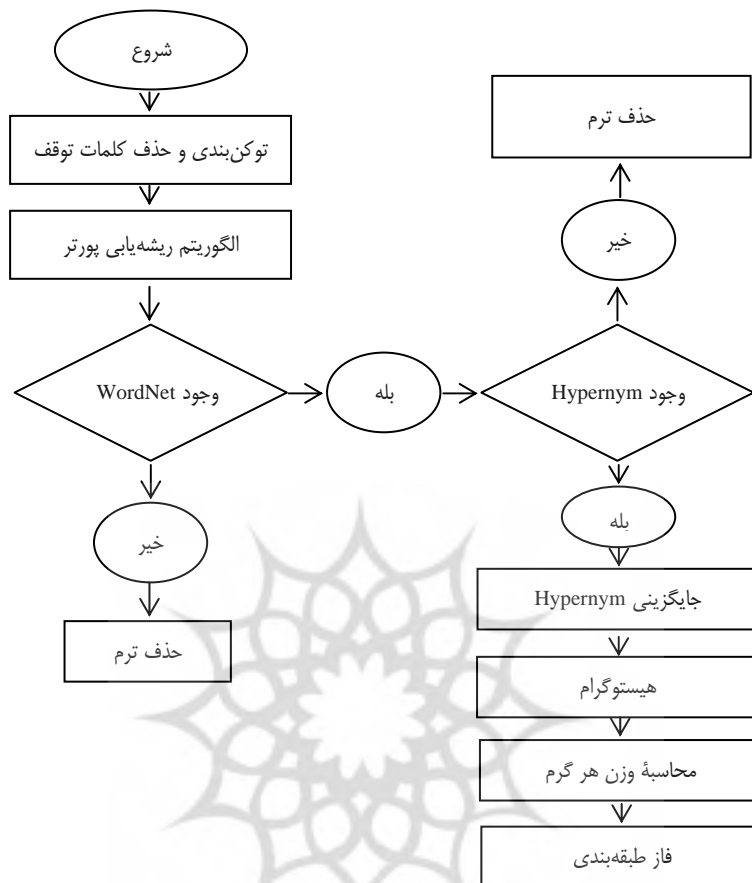 شروع
توکن‌بندی و حذف کلمات توقف
الگوریتم ریشه‌یابی پورتر
وجود WordNet
خیر
حذف ترم
بله
وجود Hypernym
خیر
حذف ترم
بله
جایگزینی Hypernym
هیستوگرام
محاسبهٔ وزن هر گرم
فاز طبقه‌بندی